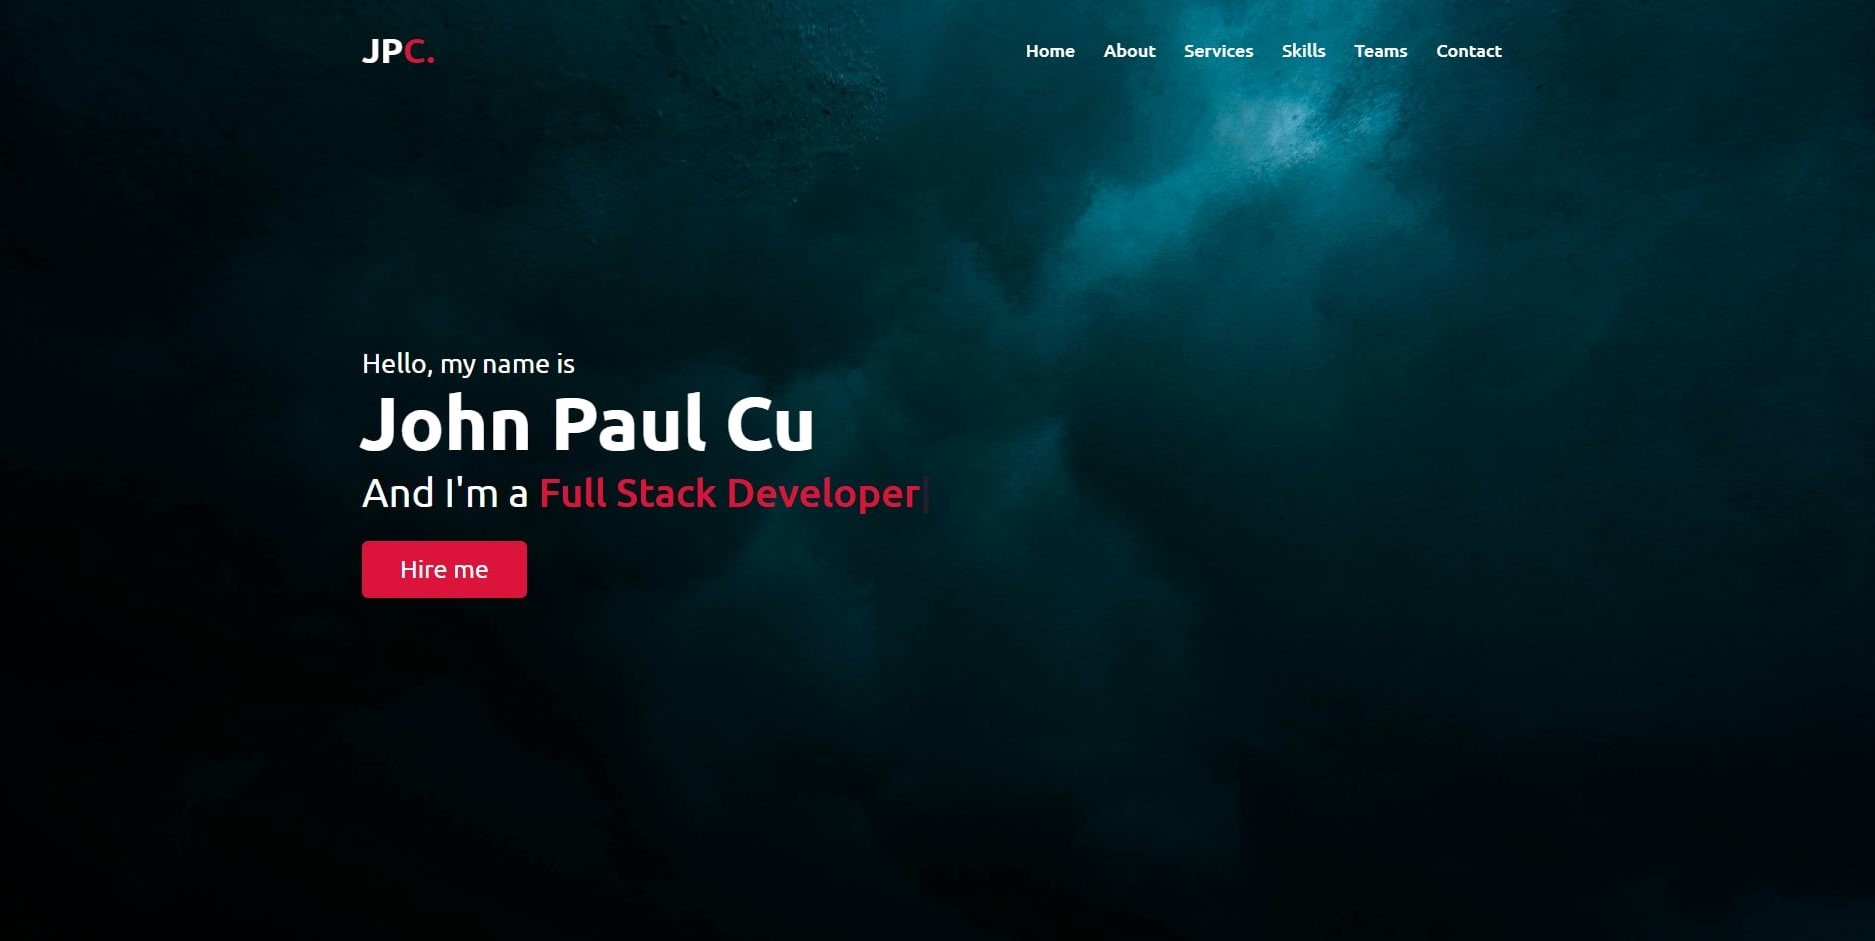 JPC.
Home About Services Skills Teams Contact
Hello, my name is
John Paul Cu
And I'm a Full Stack Developer|
Hire me